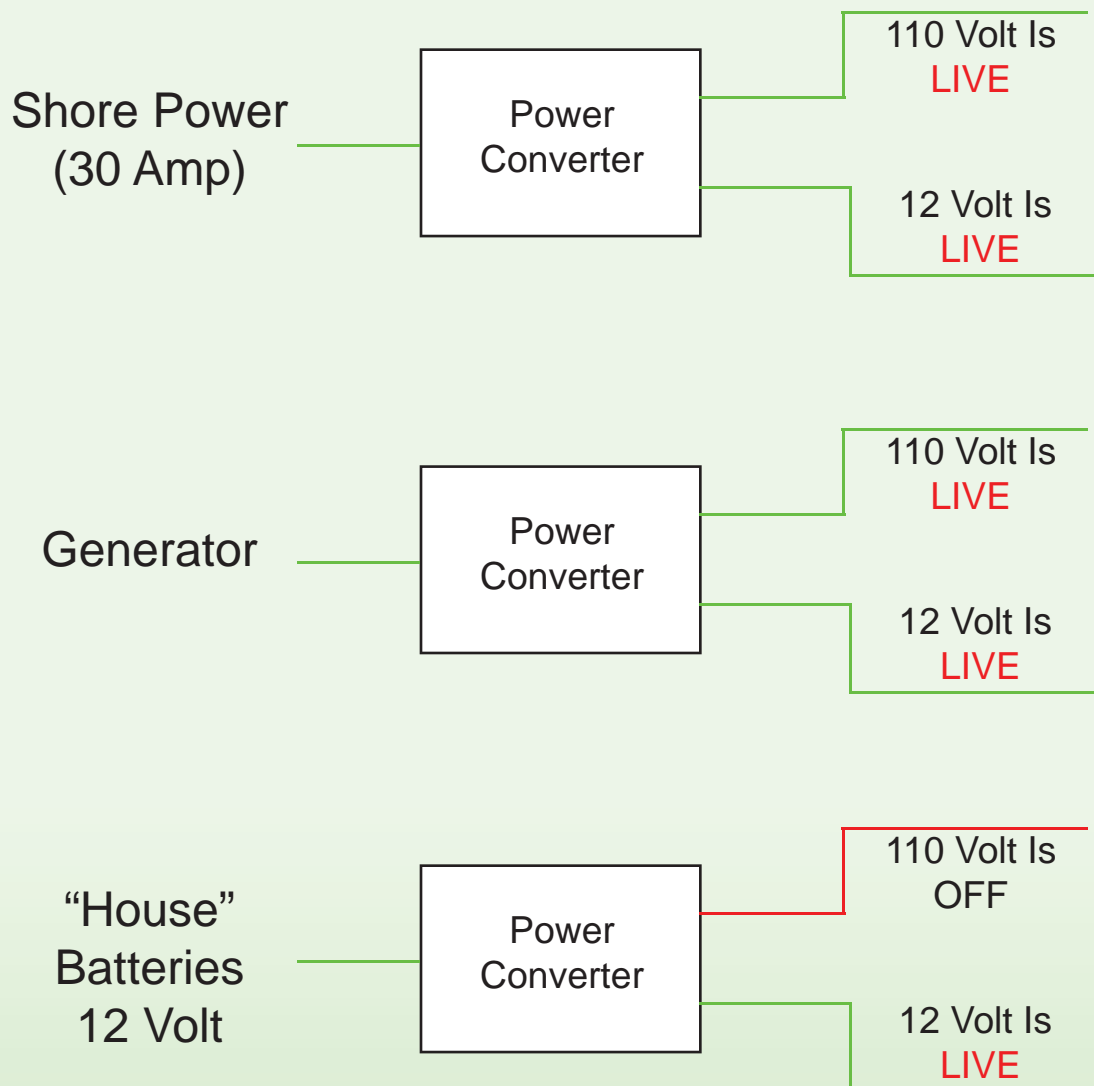 Shore Power
(30 Amp)
Power
Converter
110 Volt Is
LIVE
12 Volt Is
LIVE
Generator
Power
Converter
110 Volt Is
LIVE
12 Volt Is
LIVE
“House”
Batteries
12 Volt
Power
Converter
110 Volt Is
OFF
12 Volt Is
LIVE